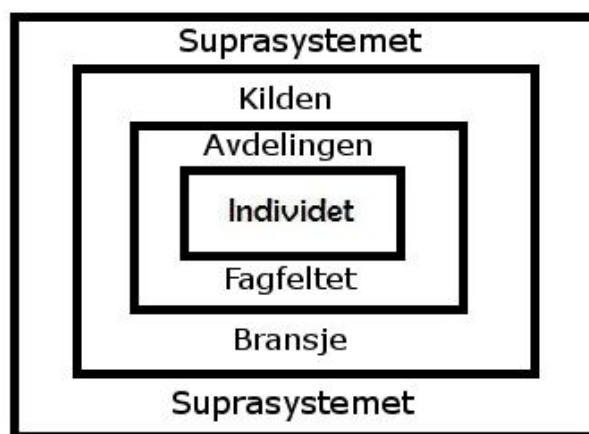 Suprasystemet
Kilden
Avdelingen
Individet
Fagfeltet
Bransje
Suprasystemet